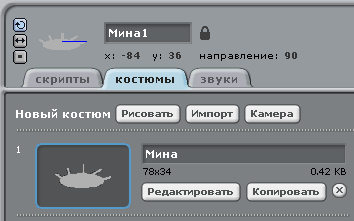 Мина1
x: -84 y: 36 направление: 90
скрипты костюмы звуки
Новый костюм Рисовать Импорт Камера
1 Мина
78x34 0.42 KB
Редактировать Копировать